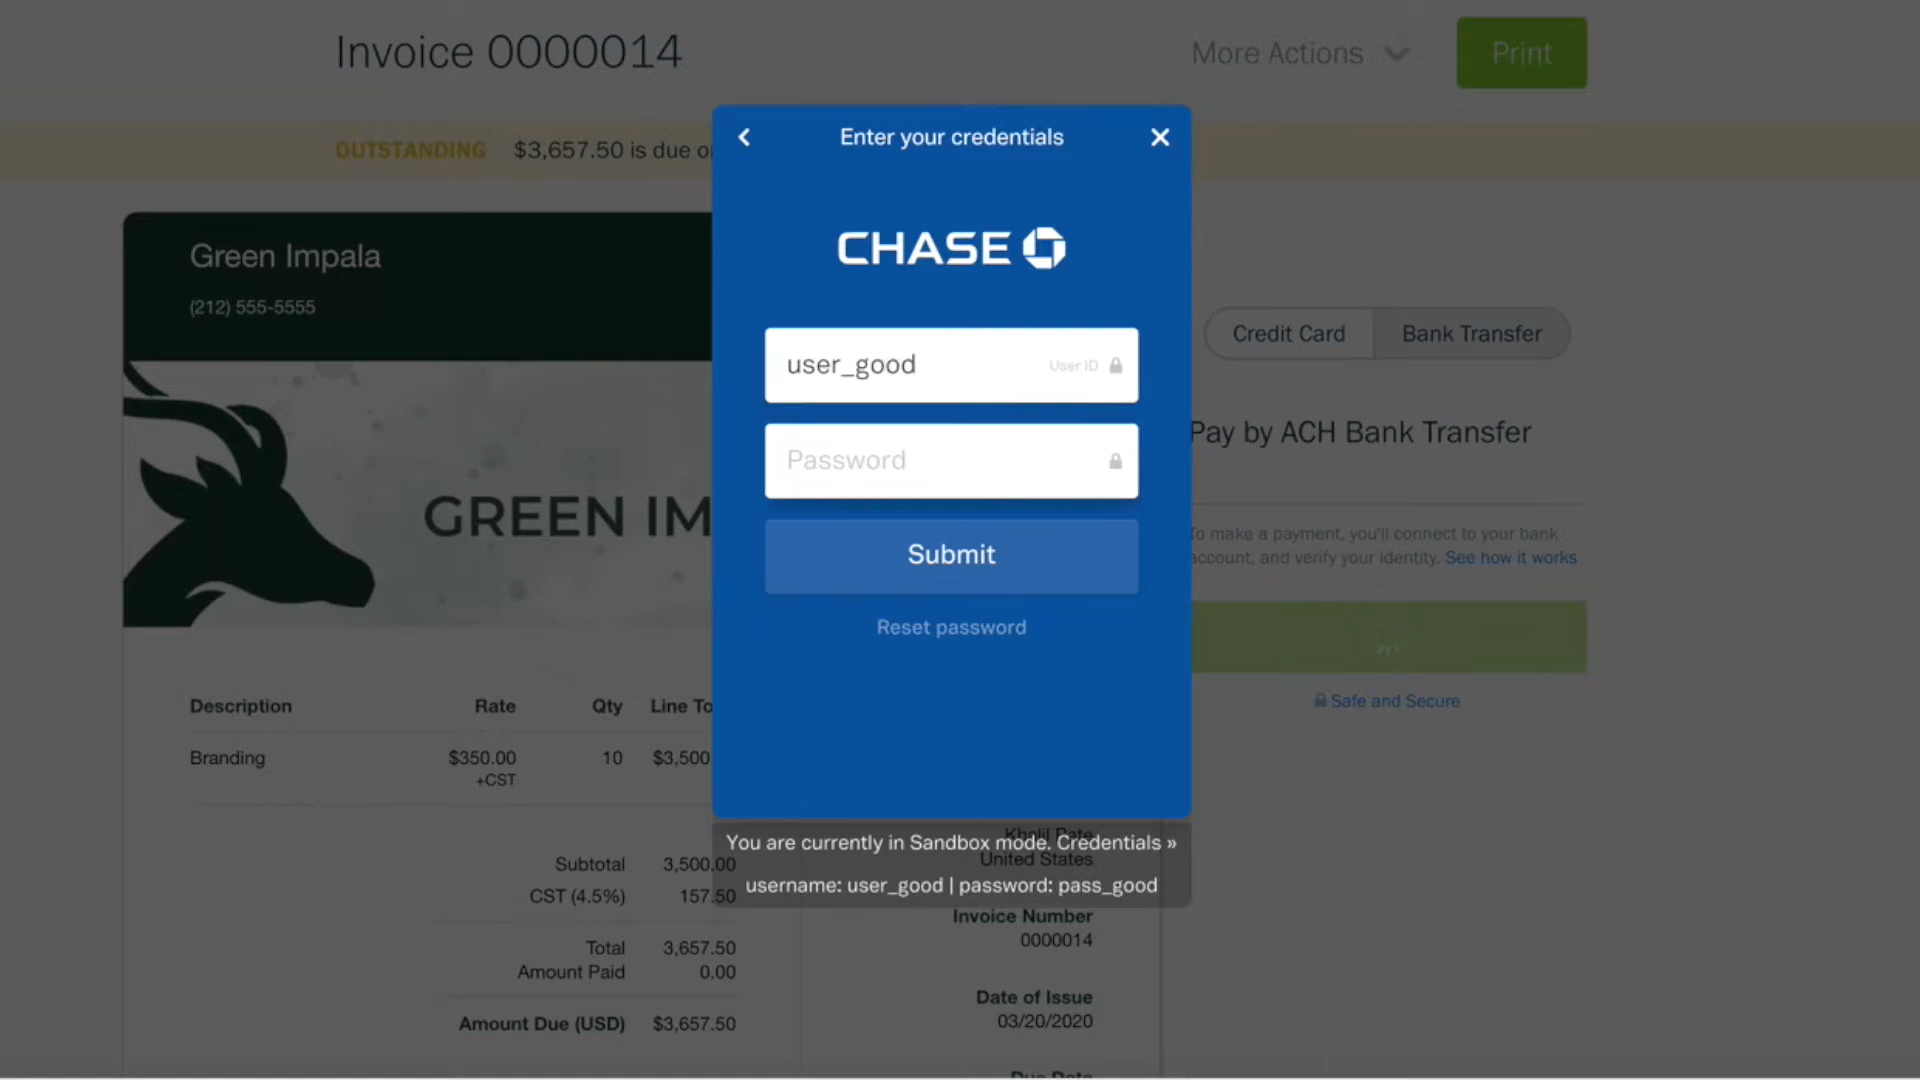 Invoice 0000014
More Actions
Print
OUTSTANDING $3,657.50 is due
Enter your credentials
CHASE
user_good
User ID
Password
Submit
Reset password
You are currently in Sandbox mode. Credentials »
username: user_good | password: pass_good
Green Impala
(212) 555-5555
GREEN IM
Credit Card
Bank Transfer
Pay by ACH Bank Transfer
To make a payment, you'll connect to your bank
account, and verify your identity. See how it works
Safe and Secure
Description Rate Qty Line To
Branding $350.00 10 $3,500
+CST
Subtotal 3,500.00
CST (4.5%) 157.50
Total 3,657.50
Amount Paid 0.00
Amount Due (USD) $3,657.50
United States
Invoice Number
0000014
Date of Issue
03/20/2020
Due Date